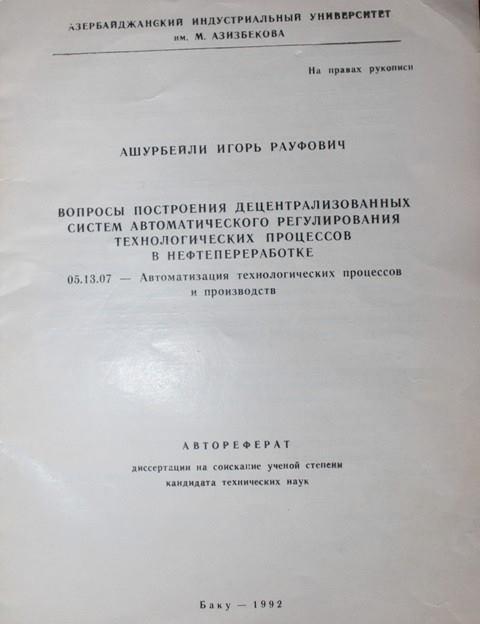 АЗЕРБАЙДЖАНСКИЙ ИНДУСТРИАЛЬНЫЙ УНИВЕРСИТЕТ
им. М. АЗИЗБЕКОВА
На правах рукописи
АШУРБЕЙЛИ ИГОРЬ РАУФОВИЧ
ВОПРОСЫ ПОСТРОЕНИЯ ДЕЦЕНТРАЛИЗОВАННЫХ
СИСТЕМ АВТОМАТИЧЕСКОГО РЕГУЛИРОВАНИЯ
ТЕХНОЛОГИЧЕСКИХ ПРОЦЕССОВ
В НЕФТЕПЕРЕРАБОТКЕ
05.13.07 — Автоматизация технологических процессов
и производств
АВТОРЕФЕРАТ
диссертации на соискание ученой степени
кандидата технических наук
Баку — 1992